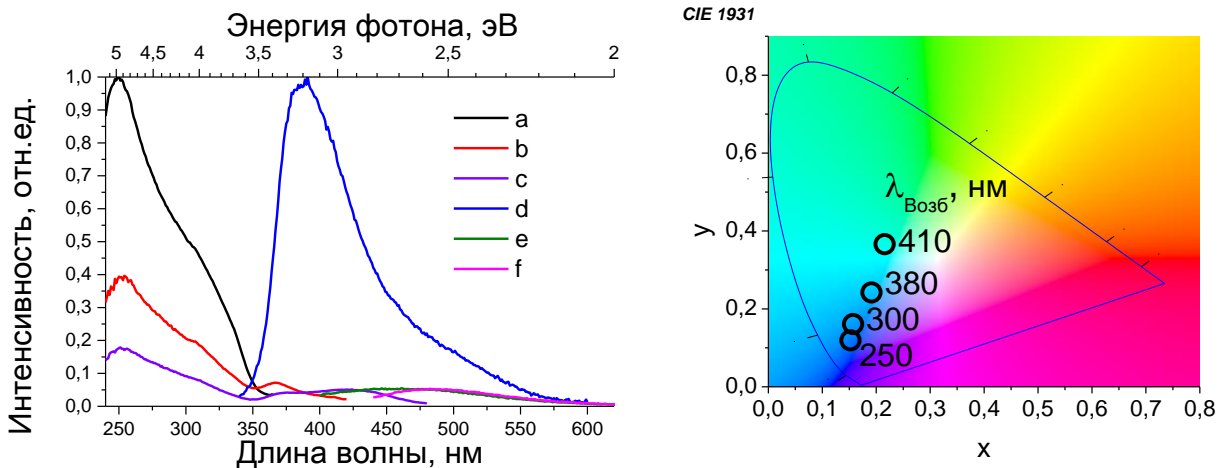 Энергия фотона, эВ
5 4,5 4 3,5 3 2,5 2
1,0
0,9
0,8
0,7
0,6
0,5
0,4
0,3
0,2
0,1
0,0
Интенсивность, отн.ед.
a
b
c
d
e
f
250 300 350 400 450 500 550 600
Длина волны, нм
CIE 1931
0,8
0,6
0,4
0,2
0,0
y
λВозб, нм
410
380
300
250
0,0 0,1 0,2 0,3 0,4 0,5 0,6 0,7 0,8
x